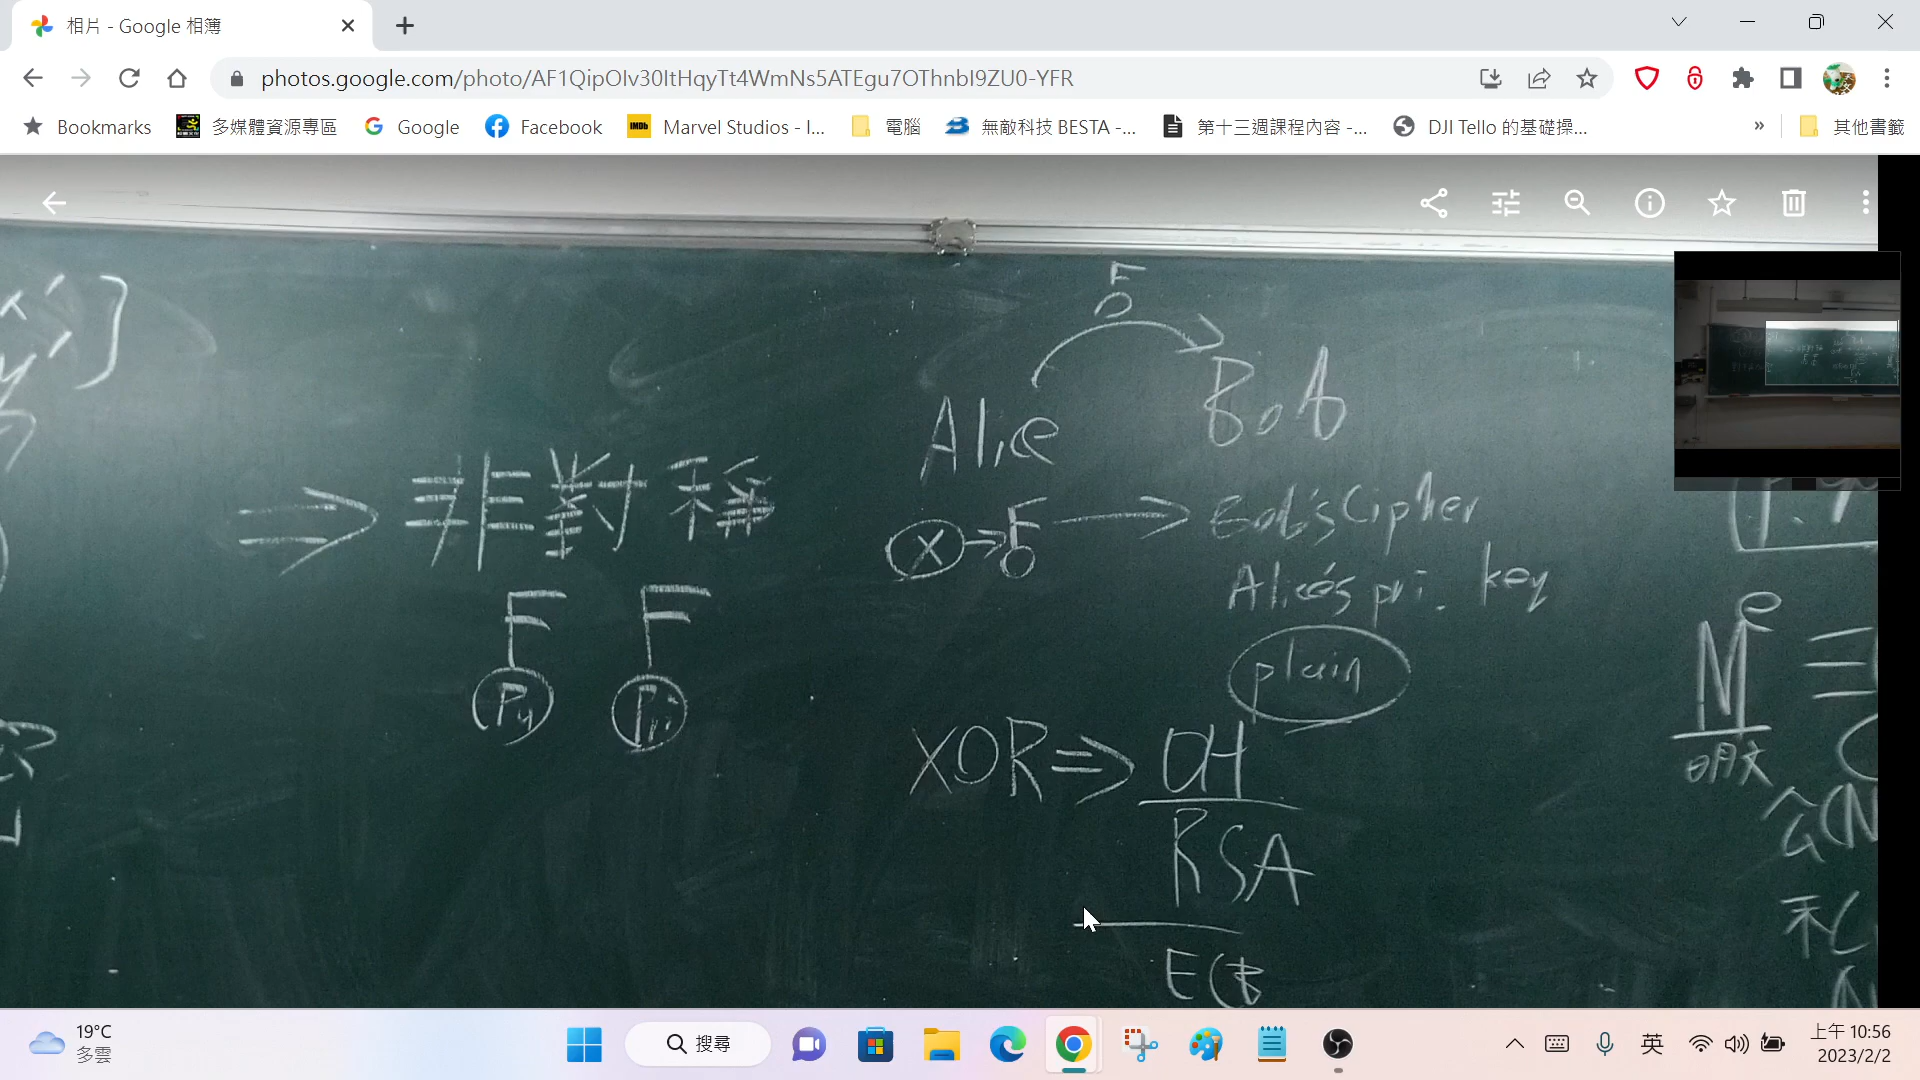 相片 - Google 相簿
photos.google.com/photo/AF1QipOlv30ItHqyTt4WmNs5ATEgu7OThnbI9ZU0-YFR
Bookmarks
多媒體資源專區
Google
Facebook
IMDb
Marvel Studios - I...
電腦
無敵科技 BESTA -...
第十三週課程內容 -...
DJI Tello 的基礎操...
»
其他書籤
Alice
Bob
⇒ 非對稱
X → → Bob's Cipher
Alice's pri. key
plain
Pu
Pri
XOR ⇒ DH
RSA
M e ≡
明文
公(N
私(
19°C
多雲
搜尋
英
上午 10:56
2023/2/2